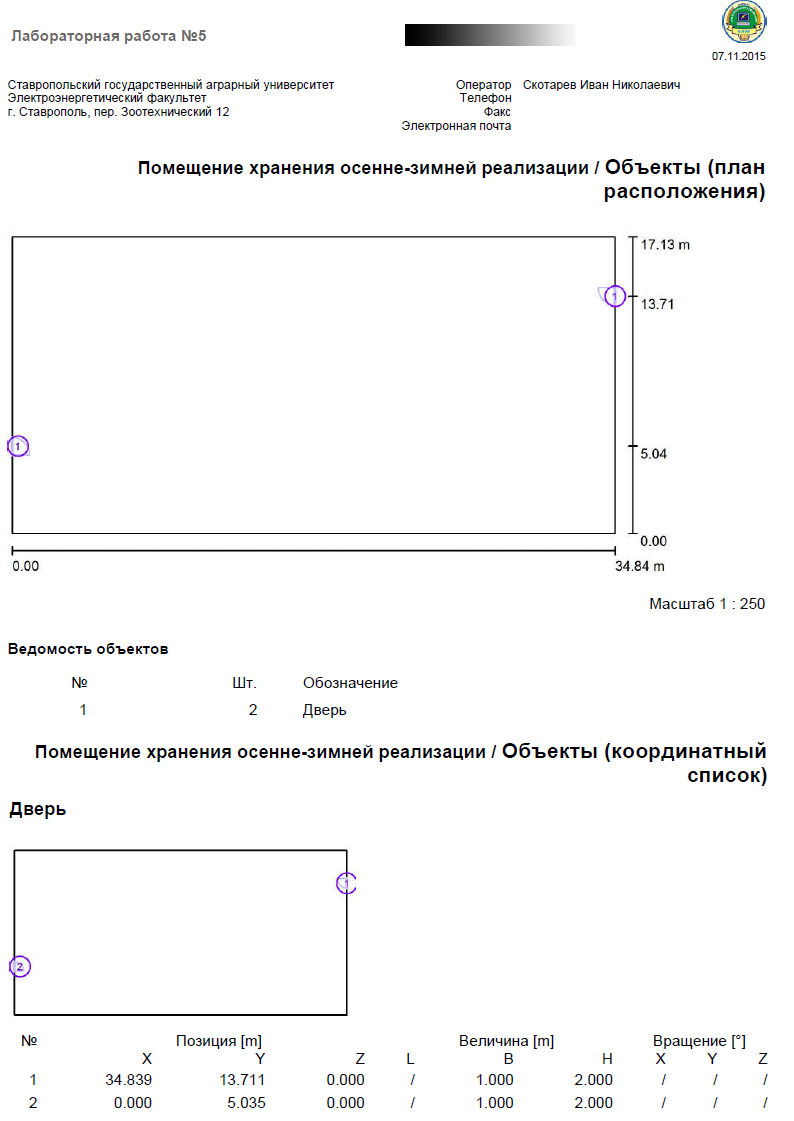 Лабораторная работа №5
07.11.2015
Ставропольский государственный аграрный университет
Электроэнергетический факультет
г. Ставрополь, пер. Зоотехнический 12
Оператор Скотарев Иван Николаевич
Телефон
Факс
Электронная почта
Помещение хранения осенне-зимней реализации / Объекты (план
расположения)
17.13 m
1
13.71
1
5.04
0.00
0.00 34.84 m
Масштаб 1 : 250
Ведомость объектов
№ Шт. Обозначение
1 2 Дверь
Помещение хранения осенне-зимней реализации / Объекты (координатный
список)
Дверь
1
2
№ Позиция [m] Величина [m] Вращение [°]
X Y Z L B H X Y Z
1 34.839 13.711 0.000 / 1.000 2.000 / / /
2 0.000 5.035 0.000 / 1.000 2.000 / / /